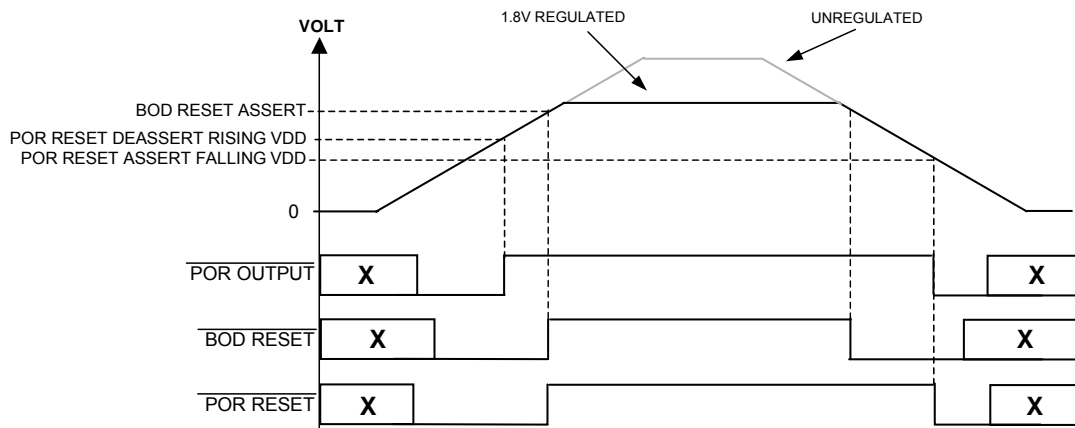 1.8V REGULATED
UNREGULATED
VOLT
BOD RESET ASSERT
POR RESET DEASSERT RISING VDD
POR RESET ASSERT FALLING VDD
0
POR OUTPUT
X
X
BOD RESET
X
X
POR RESET
X
X